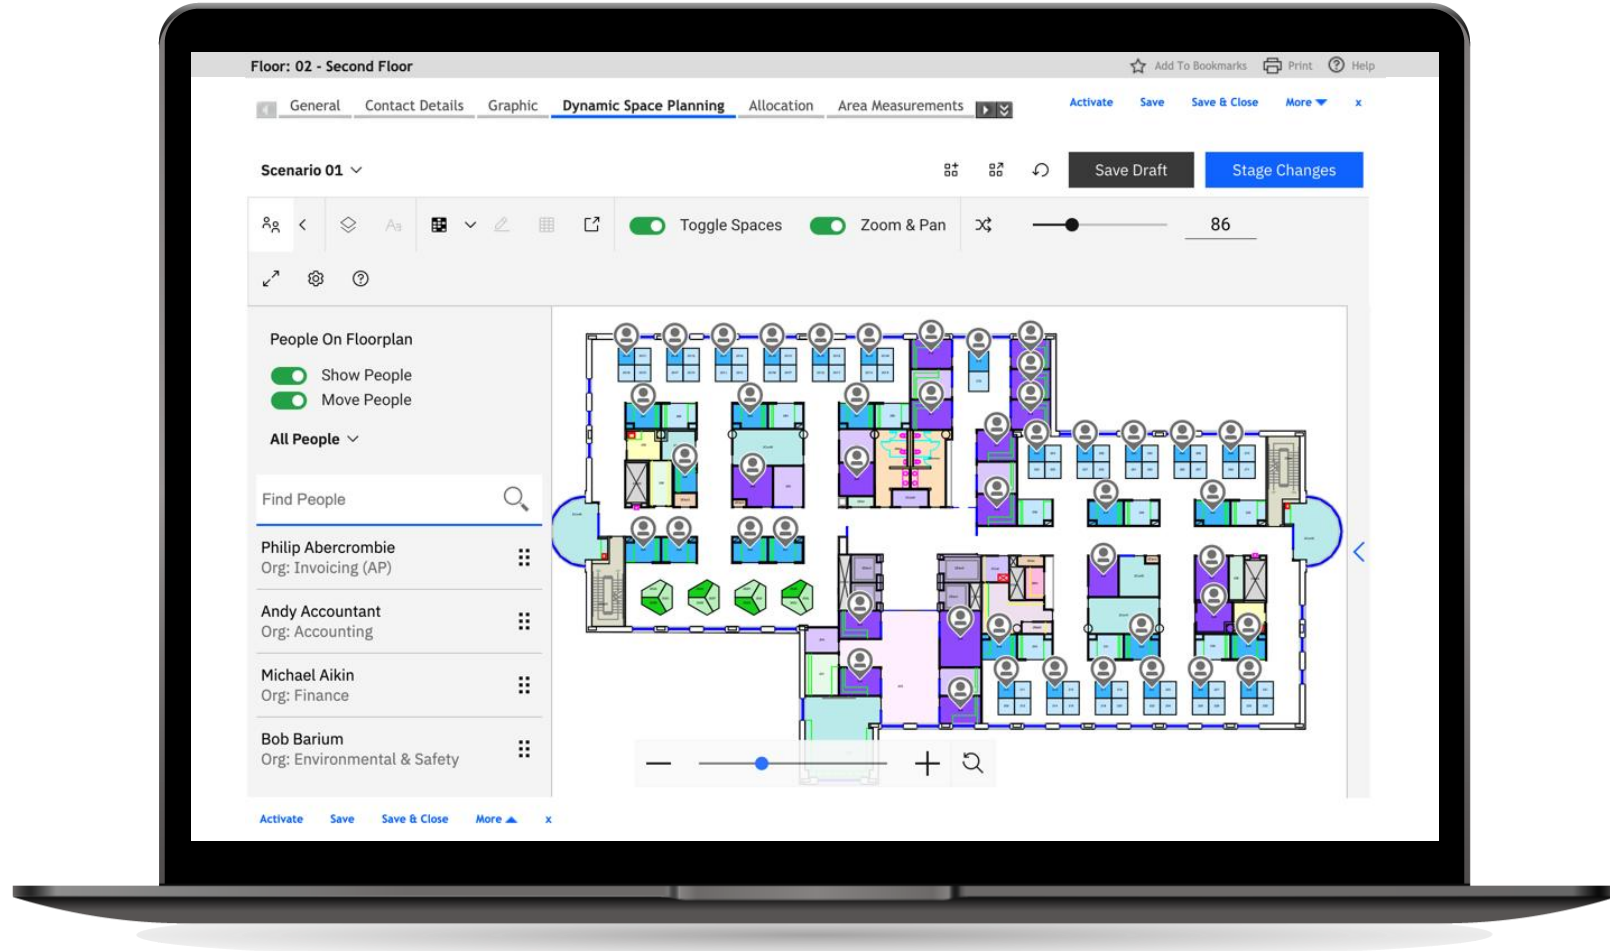 Floor: 02 - Second Floor
Add To Bookmarks Print Help
General Contact Details Graphic Dynamic Space Planning Allocation Area Measurements
Activate Save Save & Close More x
Scenario 01
Save Draft Stage Changes
Toggle Spaces Zoom & Pan 86
People On Floorplan
Show People
Move People
All People
Find People
Philip Abercrombie
Org: Invoicing (AP)
Andy Accountant
Org: Accounting
Michael Aikin
Org: Finance
Bob Barium
Org: Environmental & Safety
Activate Save Save & Close More x